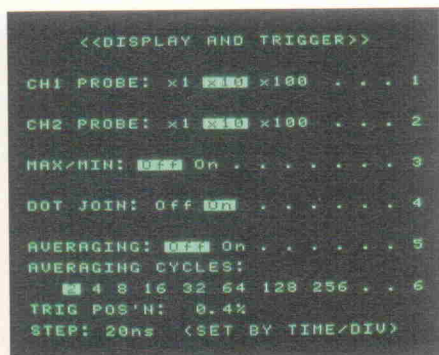 <<DISPLAY AND TRIGGER>>
CH1 PROBE: x1 x10 x100 . . . 1
CH2 PROBE: x1 x10 x100 . . . 2
MAX/MIN: Off On . . . . . . . 3
DOT JOIN: Off On . . . . . . 4
AVERAGING: Off On . . . . . 5
AVERAGING CYCLES:
2 4 8 16 32 64 128 256 . . 6
TRIG POS'N: 0.4%
STEP: 20ns (SET BY TIME/DIV)